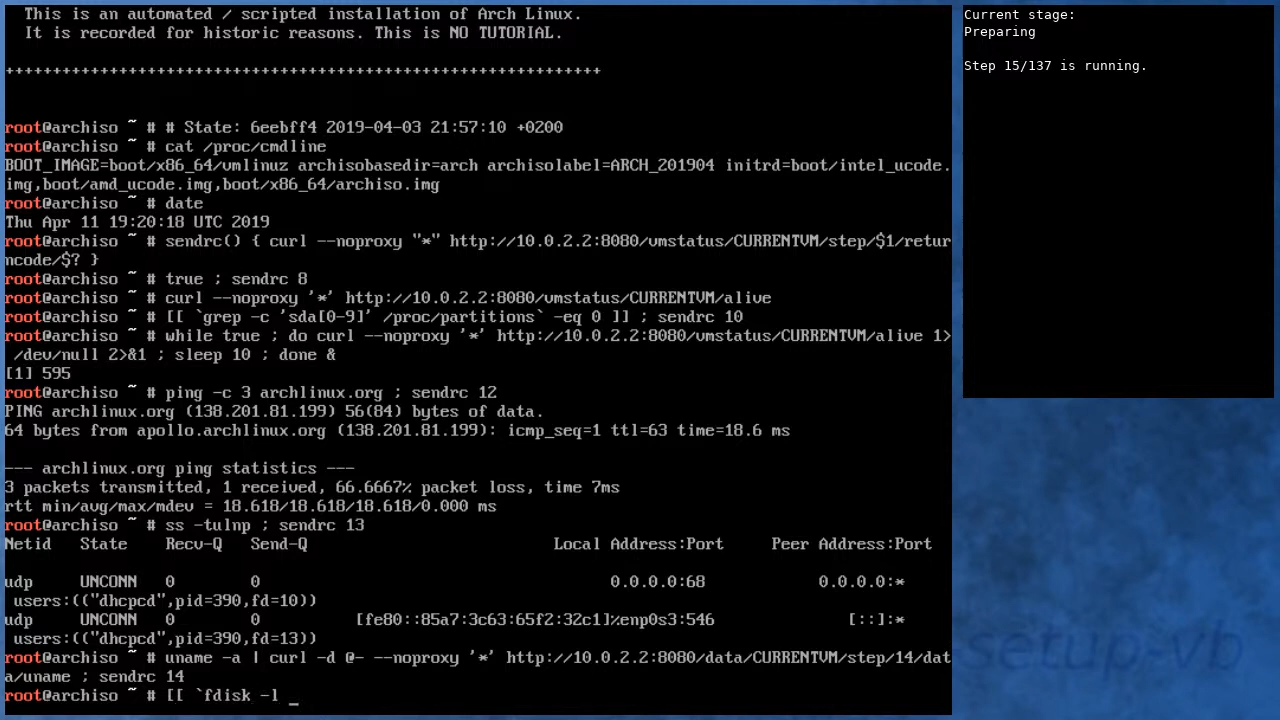 This is an automated / scripted installation of Arch Linux.
It is recorded for historic reasons. This is NO TUTORIAL.
+++++++++++++++++++++++++++++++++++++++++++++++++++++++++++++++
root@archiso ~ # # State: 6eebff4 2019-04-03 21:57:10 +0200
root@archiso ~ # cat /proc/cmdline
BOOT_IMAGE=boot/x86_64/vmlinuz archisobasedir=arch archisolabel=ARCH_201904 initrd=boot/intel_ucode.
img,boot/amd_ucode.img,boot/x86_64/archiso.img
root@archiso ~ # date
Thu Apr 11 19:20:18 UTC 2019
root@archiso ~ # sendrc() { curl --noproxy "*" http://10.0.2.2:8080/vmstatus/CURRENTVM/step/$1/retur
ncode/$? }
root@archiso ~ # true ; sendrc 8
root@archiso ~ # curl --noproxy '*' http://10.0.2.2:8080/vmstatus/CURRENTVM/alive
root@archiso ~ # [[ `grep -c 'sda[0-9]' /proc/partitions` -eq 0 ]] ; sendrc 10
root@archiso ~ # while true ; do curl --noproxy '*' http://10.0.2.2:8080/vmstatus/CURRENTVM/alive 1>
/dev/null 2>&1 ; sleep 10 ; done &
[1] 595
root@archiso ~ # ping -c 3 archlinux.org ; sendrc 12
PING archlinux.org (138.201.81.199) 56(84) bytes of data.
64 bytes from apollo.archlinux.org (138.201.81.199): icmp_seq=1 ttl=63 time=18.6 ms
--- archlinux.org ping statistics ---
3 packets transmitted, 1 received, 66.6667% packet loss, time 7ms
rtt min/avg/max/mdev = 18.618/18.618/18.618/0.000 ms
root@archiso ~ # ss -tulnp ; sendrc 13
Netid State Recv-Q Send-Q Local Address:Port Peer Address:Port
udp UNCONN 0 0 0.0.0.0:68 0.0.0.0:*
users:(("dhcpcd",pid=390,fd=10))
udp UNCONN 0 0 [fe80::85a7:3c63:65f2:32c1]%enp0s3:546 [::]:*
users:(("dhcpcd",pid=390,fd=13))
root@archiso ~ # uname -a | curl -d @- --noproxy '*' http://10.0.2.2:8080/data/CURRENTVM/step/14/dat
a/uname ; sendrc 14
root@archiso ~ # [[ `fdisk -l _
Current stage:
Preparing
Step 15/137 is running.
setup-vb